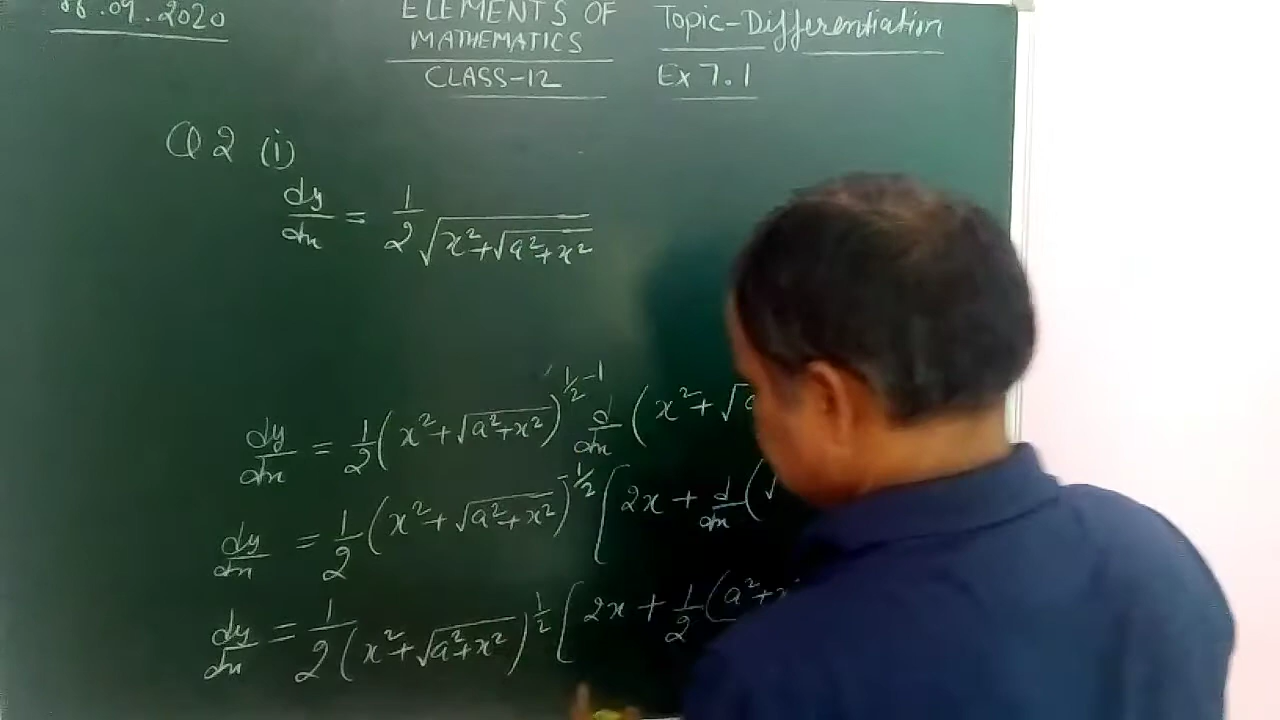 .09.2020
ELEMENTS OF
MATHEMATICS
CLASS-12
Topic-Differentiation
Ex 7.1
Q 2 (i)
dy/dx = 1/2√(x²+√(a²+x²))
dy/dx = 1/2 (x²+√(a²+x²))^(1/2-1) d/dx (x²+√a
dy/dx = 1/2 (x²+√(a²+x²))^(-1/2) [2x + d/dx (√
dy/dx = 1/2(x²+√(a²+x²))^(1/2) [2x + 1/2 (a²+x